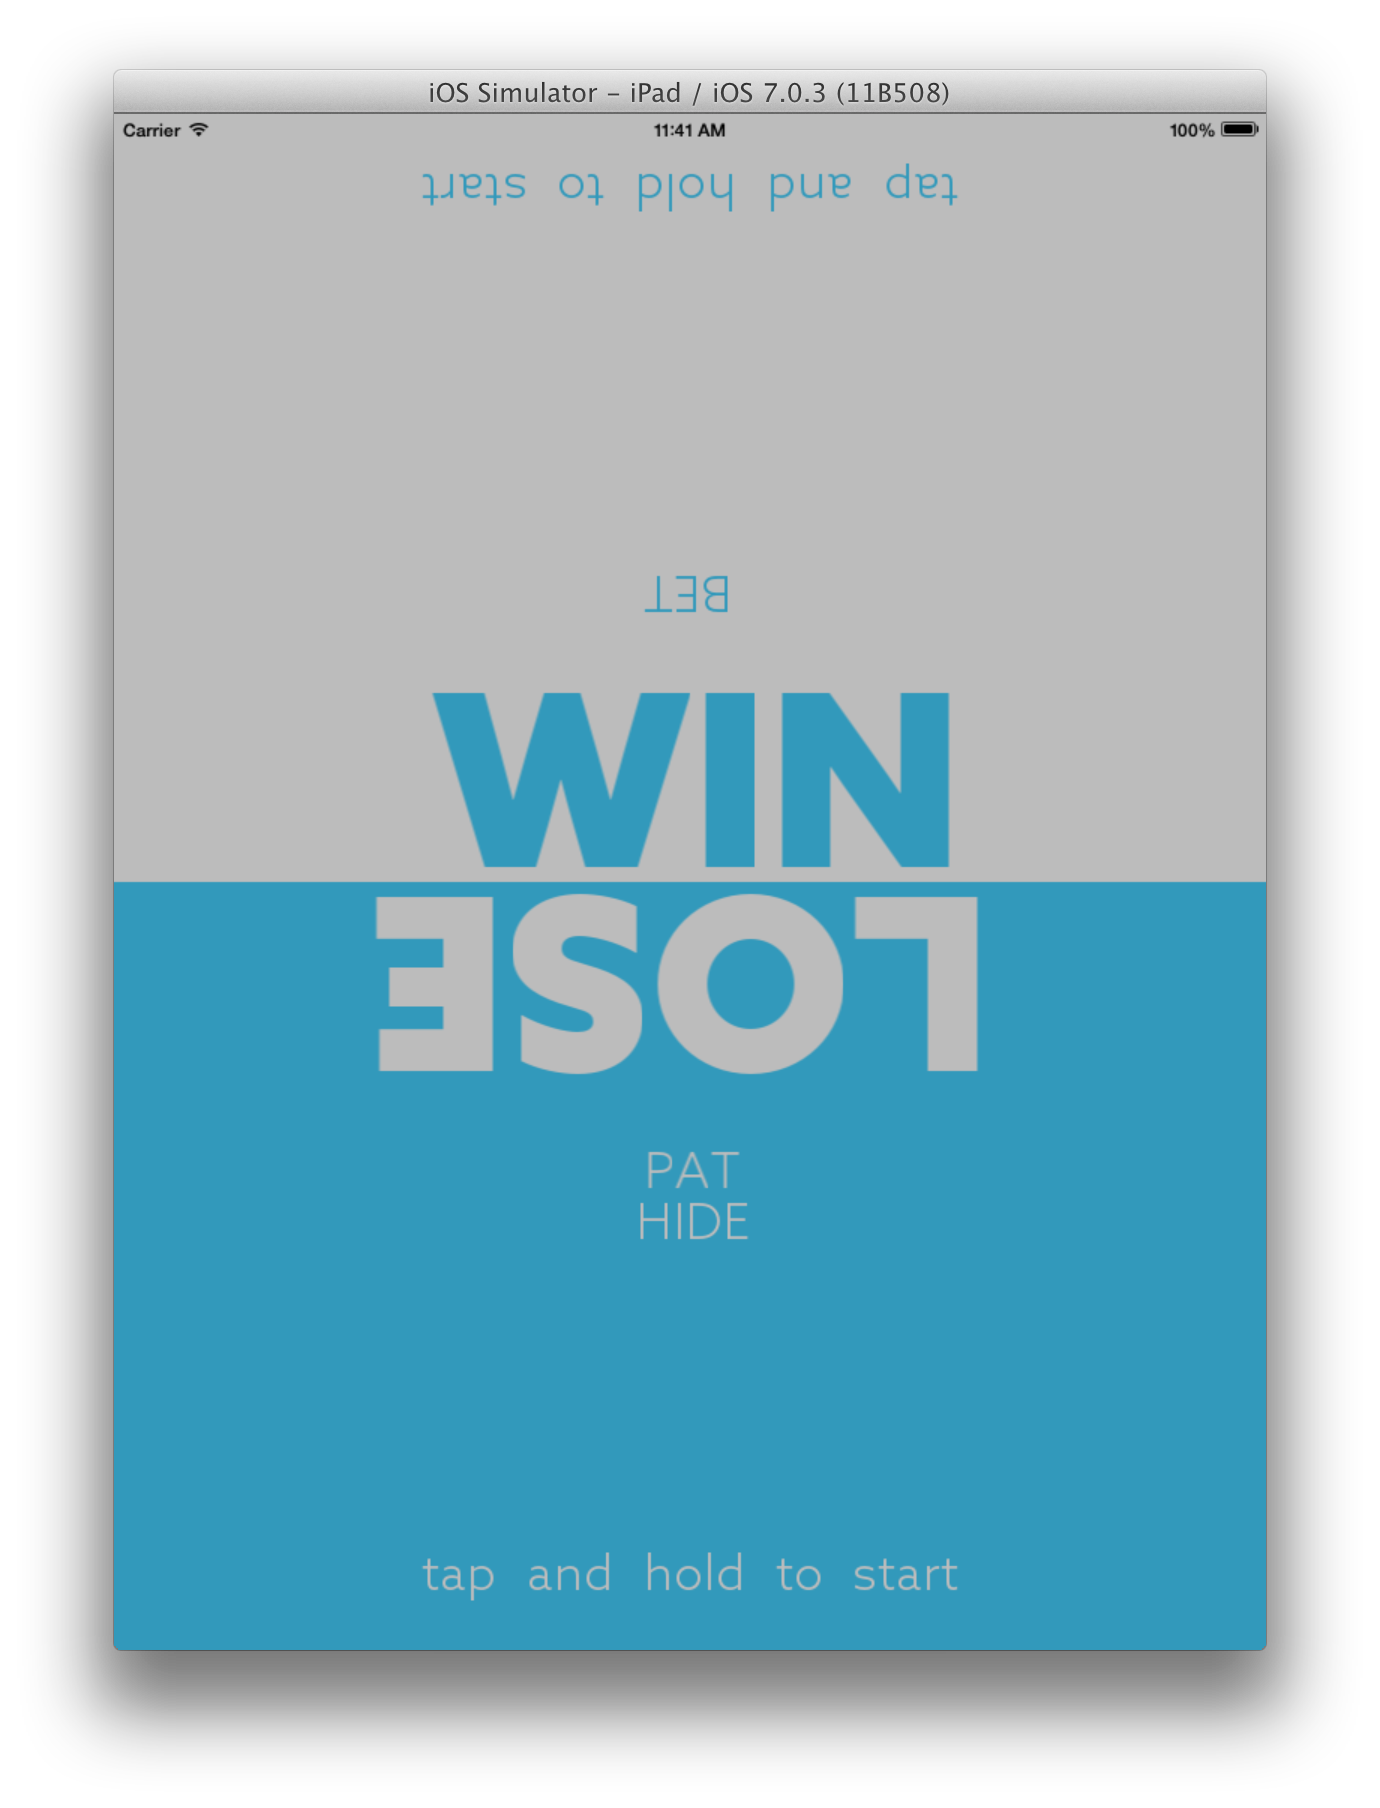 iOS Simulator – iPad / iOS 7.0.3 (11B508)
Carrier 11:41 AM 100%
tap and hold to start
BET
WIN
LOSE
PAT
HIDE
tap and hold to start